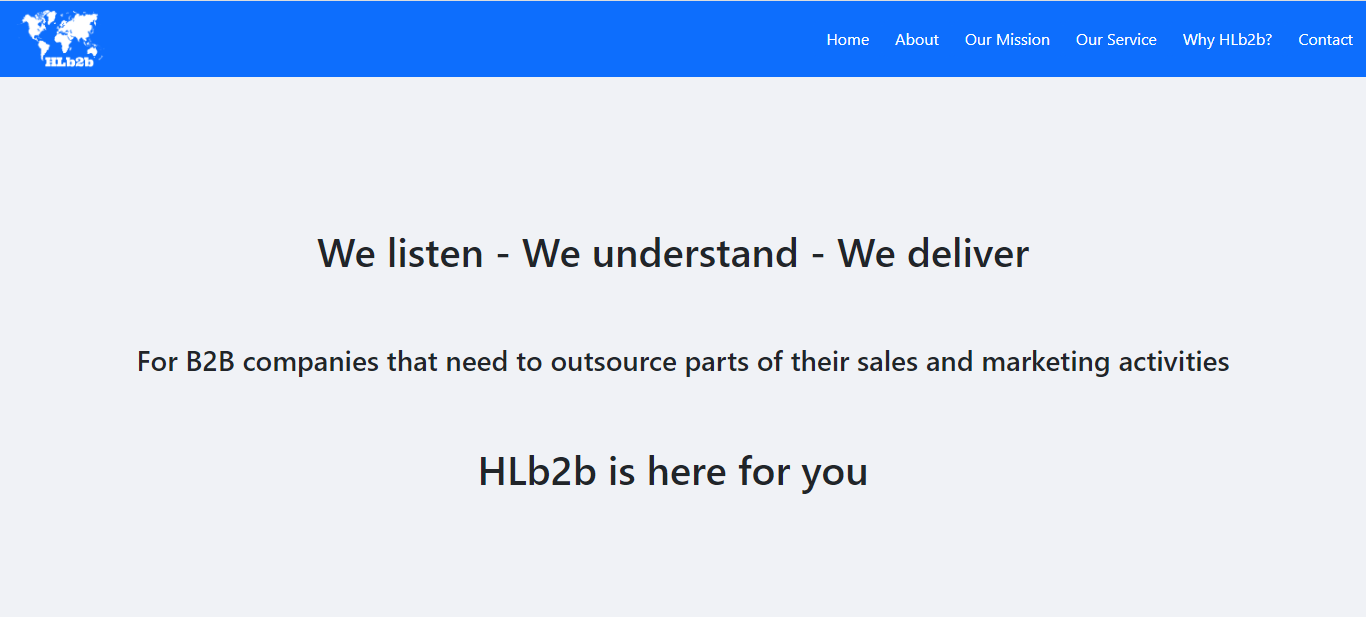 HLb2b
Home About Our Mission Our Service Why HLb2b? Contact
We listen - We understand - We deliver
For B2B companies that need to outsource parts of their sales and marketing activities
HLb2b is here for you